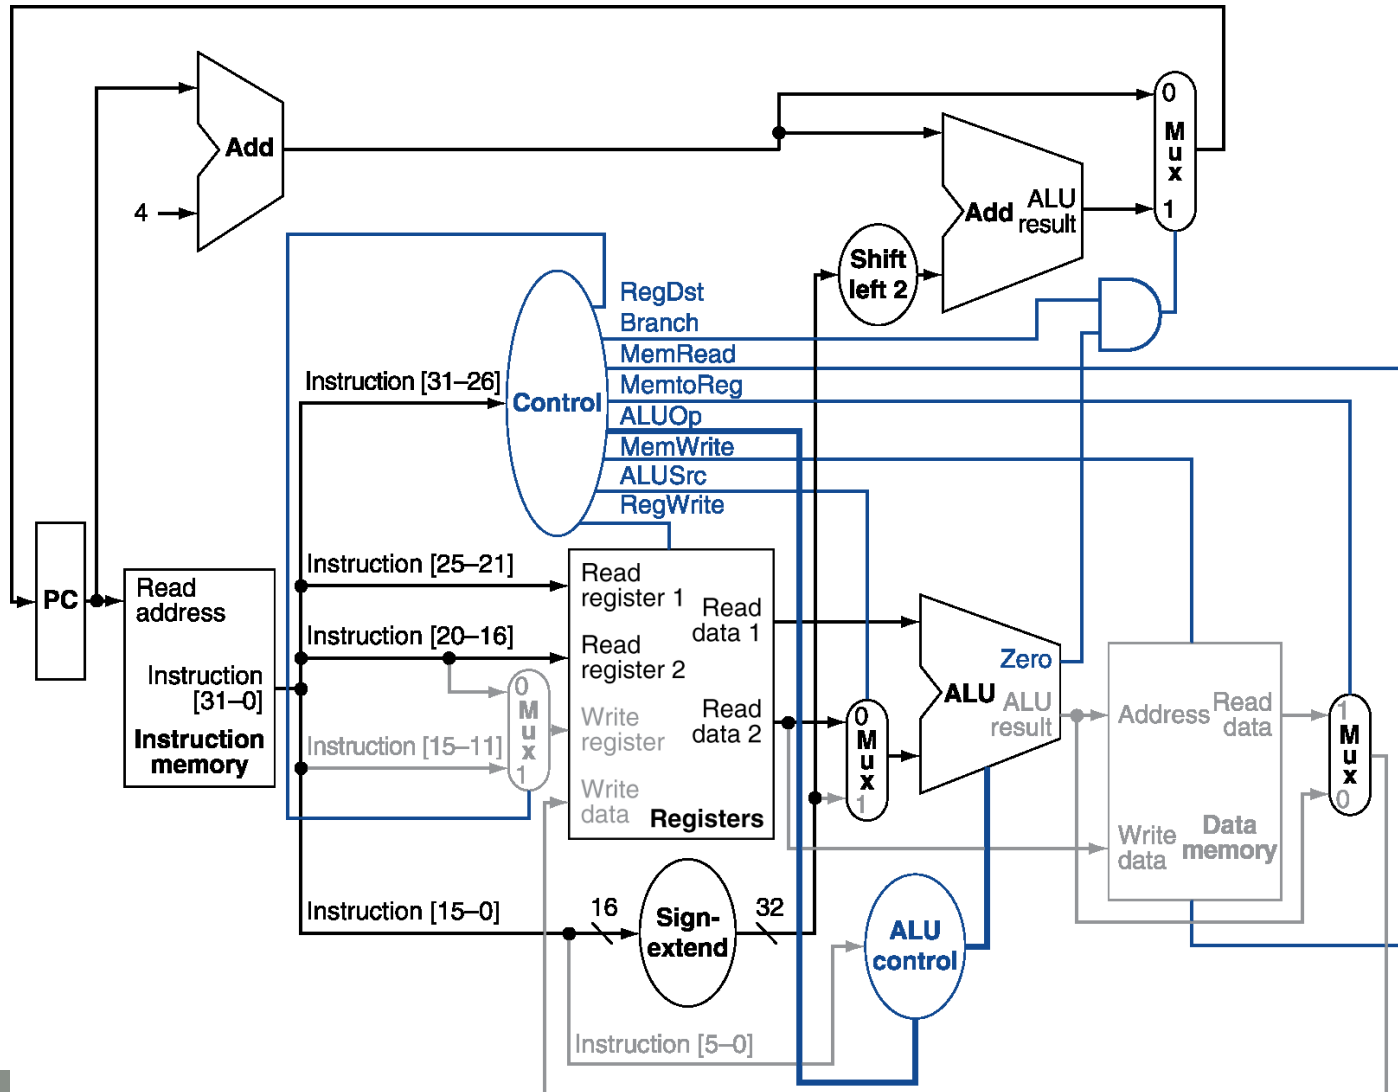 0
M
u
x
1
Add
4
Add
ALU
result
Shift
left 2
RegDst
Branch
MemRead
MemtoReg
ALUOp
MemWrite
ALUSrc
RegWrite
Control
Instruction [31–26]
Instruction [25–21]
Instruction [20–16]
Instruction [15–11]
Instruction [15–0]
Instruction [5–0]
PC
Read
address
Instruction
[31–0]
Instruction
memory
0
M
u
x
1
Read
register 1
Read
register 2
Write
register
Write
data
Read
data 1
Read
data 2
Registers
0
M
u
x
1
Zero
ALU
ALU
result
Address
Read
data
Write
data
Data
memory
1
M
u
x
0
16
Sign-
extend
32
ALU
control